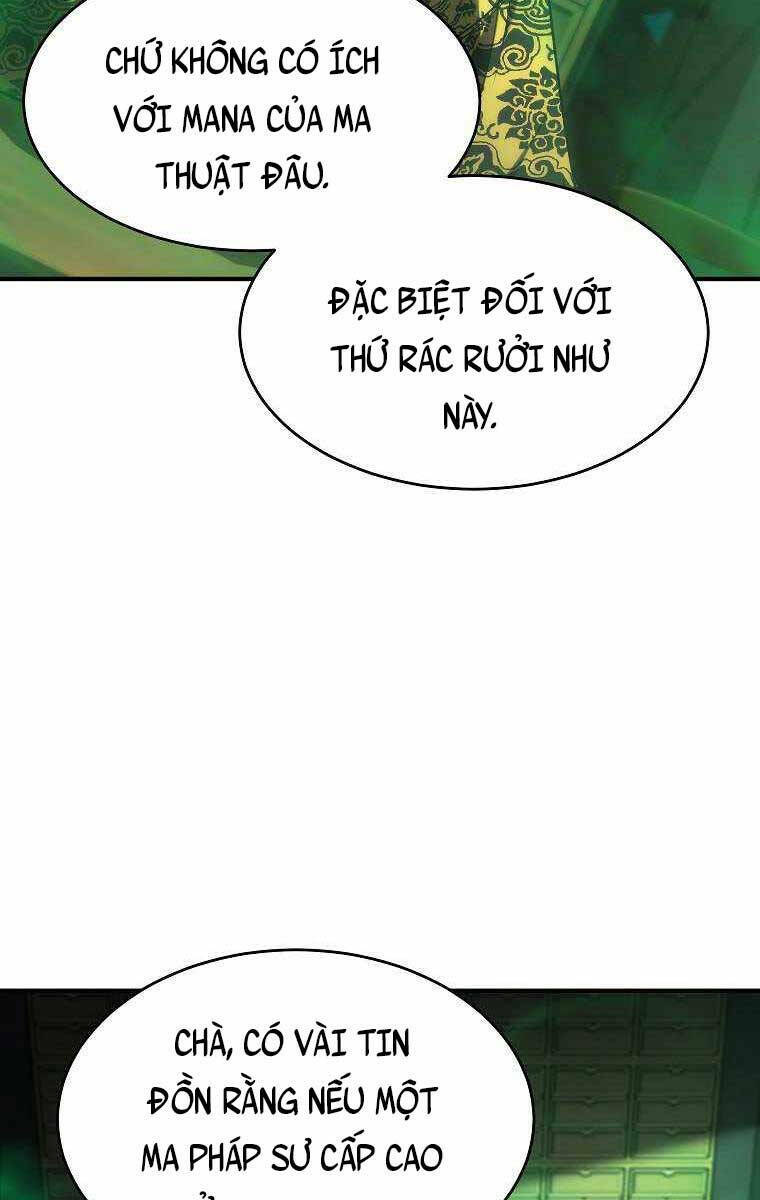 CHỨ KHÔNG CÓ ÍCH
VỚI MANA CỦA MA
THUẬT ĐÂU.
ĐẶC BIỆT ĐỐI VỚI
THỨ RÁC RƯỞI NHƯ
NÀY.
CHÀ, CÓ VÀI TIN
ĐỒN RẰNG NẾU MỘT
MA PHÁP SƯ CẤP CAO